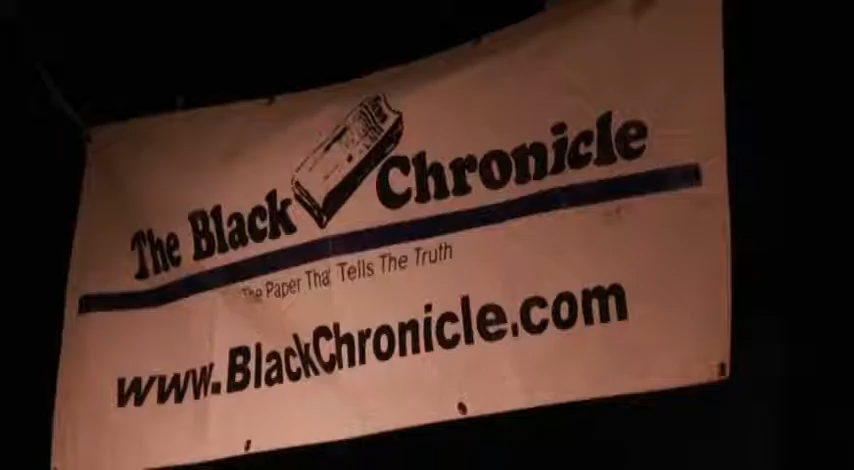 The Black Chronicle
The Paper That Tells The Truth
www.BlackChronicle.com